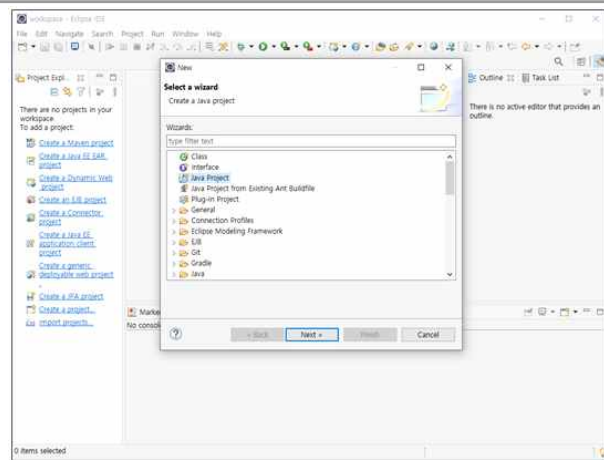 workspace - Eclipse IDE
File Edit Navigate Search Project Run Window Help
Project Expl...
There are no projects in your
workspace.
To add a project:
Create a Maven project
Create a Java EE EAR
project
Create a Dynamic Web
project
Create an EJB project
Create a Connector
project
Create a Java EE
application client
project
Create a generic
deployable web project
Create a JPA project
Create a project...
Import projects...
New
Select a wizard
Create a Java project
Wizards:
type filter text
Class
Interface
Java Project
Java Project from Existing Ant Buildfile
Plug-in Project
General
Connection Profiles
Eclipse Modeling Framework
EJB
Git
Gradle
Java
< Back
Next >
Finish
Cancel
Outline
Task List
There is no active editor that provides an
outline.
Marke
No consol
0 items selected